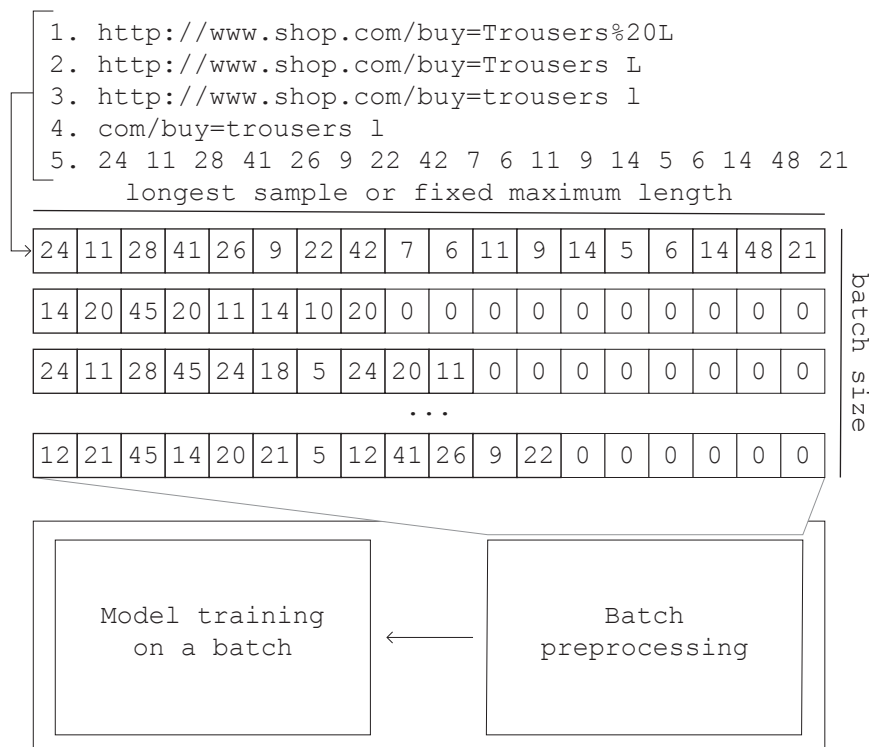 1. http://www.shop.com/buy=Trousers%20L
2. http://www.shop.com/buy=Trousers L
3. http://www.shop.com/buy=trousers l
4. com/buy=trousers l
5. 24 11 28 41 26 9 22 42 7 6 11 9 14 5 6 14 48 21
longest sample or fixed maximum length
24 11 28 41 26 9 22 42 7 6 11 9 14 5 6 14 48 21
14 20 45 20 11 14 10 20 0 0 0 0 0 0 0 0 0 0
24 11 28 45 24 18 5 24 20 11 0 0 0 0 0 0 0 0
...
12 21 45 14 20 21 5 12 41 26 9 22 0 0 0 0 0 0
batch size
Model training
on a batch
Batch
preprocessing